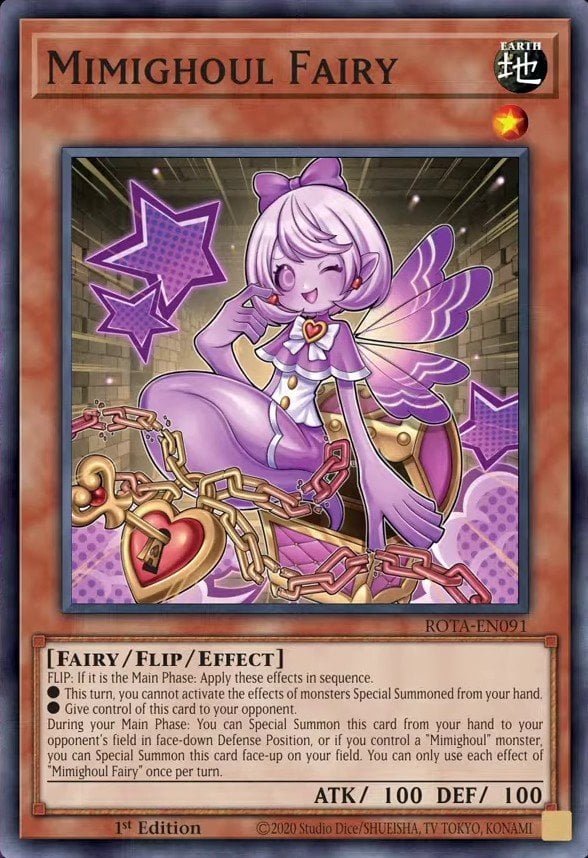 MIMIGHOUL FAIRY
EARTH
地
ROTA-EN091
[FAIRY/FLIP/EFFECT]
FLIP: If it is the Main Phase: Apply these effects in sequence.
● This turn, you cannot activate the effects of monsters Special Summoned from your hand.
● Give control of this card to your opponent.
During your Main Phase: You can Special Summon this card from your hand to your
opponent's field in face-down Defense Position, or if you control a "Mimighoul" monster,
you can Special Summon this card face-up on your field. You can only use each effect of
"Mimighoul Fairy" once per turn.
ATK/ 100 DEF/ 100
1st Edition
©2020 Studio Dice/SHUEISHA, TV TOKYO, KONAMI